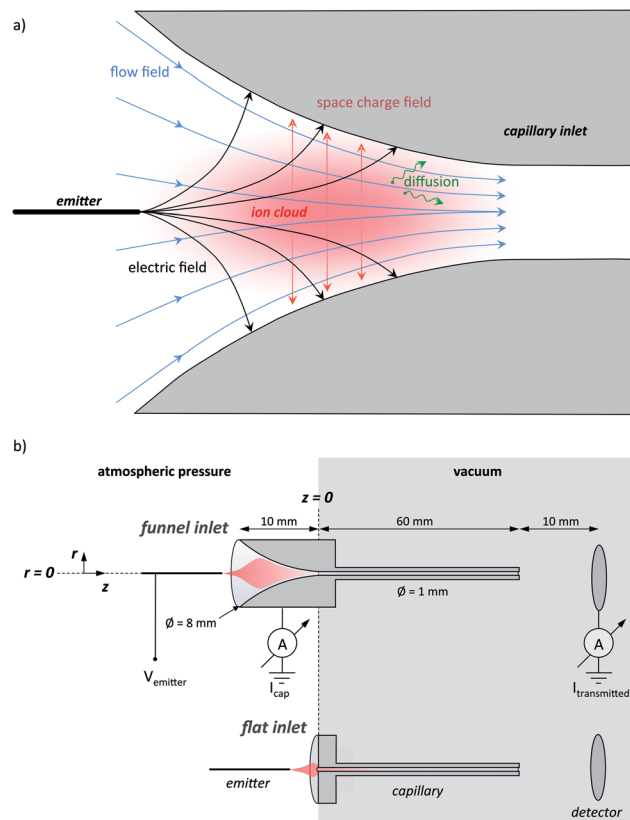 a)
flow field
space charge field
capillary inlet
diffusion
emitter
ion cloud
electric field
b)
atmospheric pressure
vacuum
z = 0
funnel inlet
10 mm
60 mm
10 mm
r
r = 0
z
Ø = 8 mm
Ø = 1 mm
A
A
V_emitter
I_cap
I_transmitted
flat inlet
emitter
capillary
detector